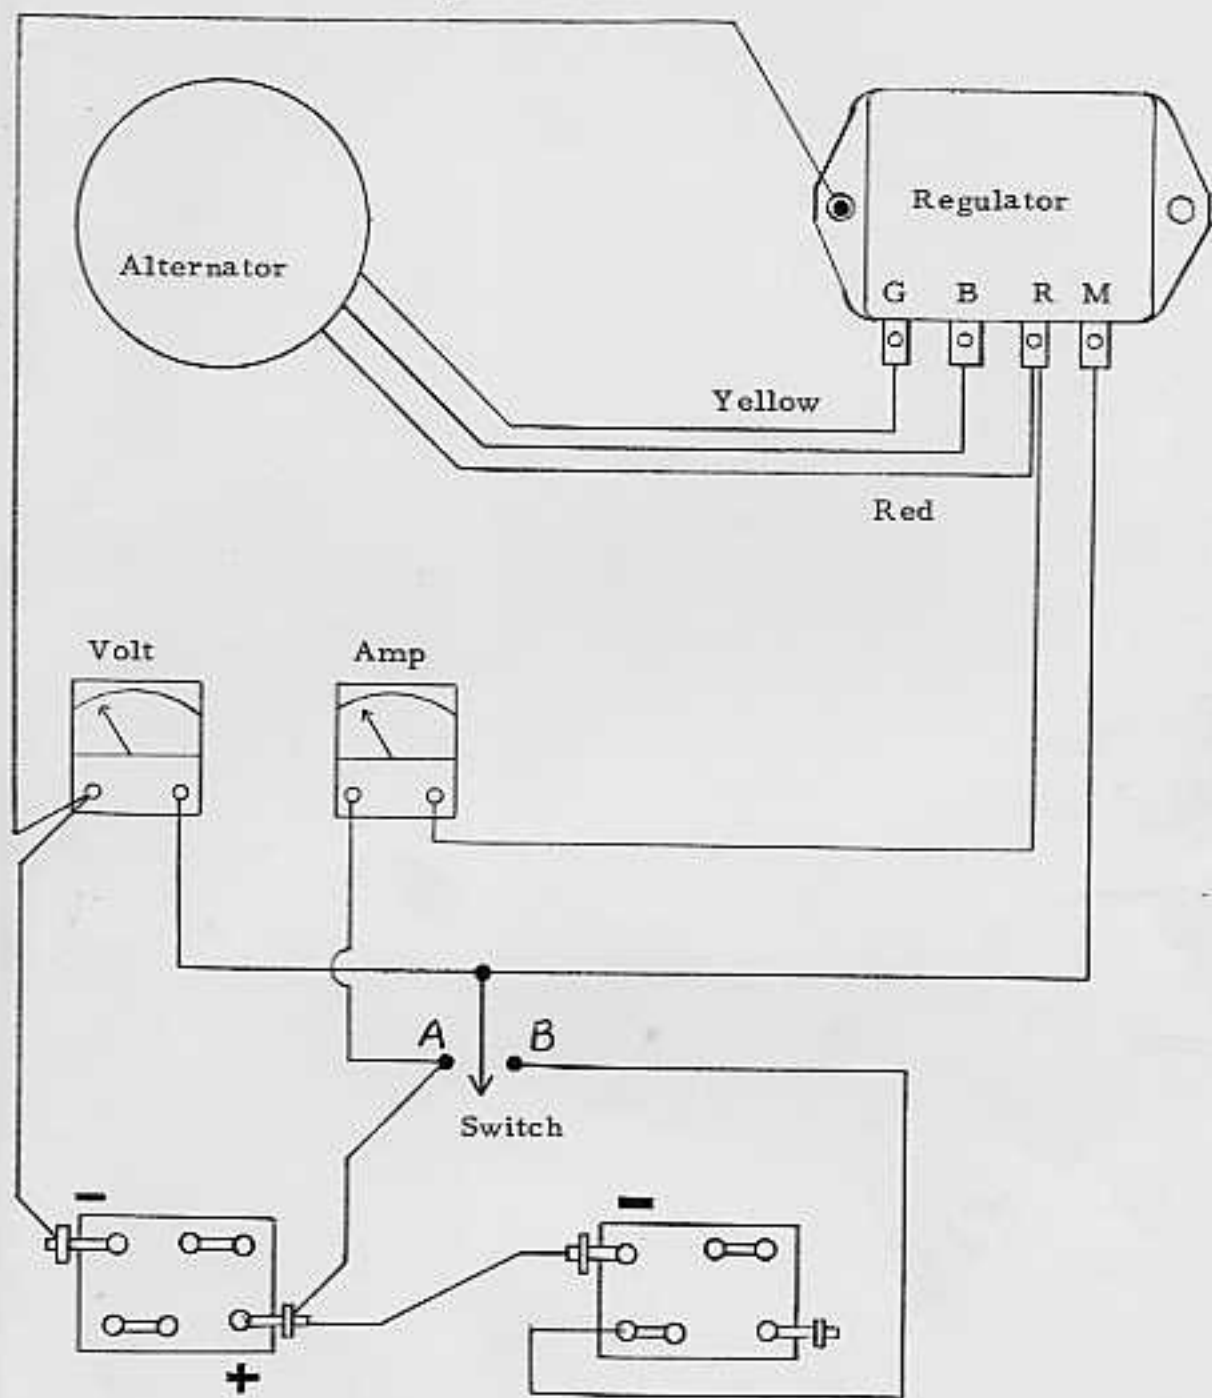 Alternator
Regulator
G B R M
Yellow
Red
Volt
Amp
A
B
Switch
-
-
+